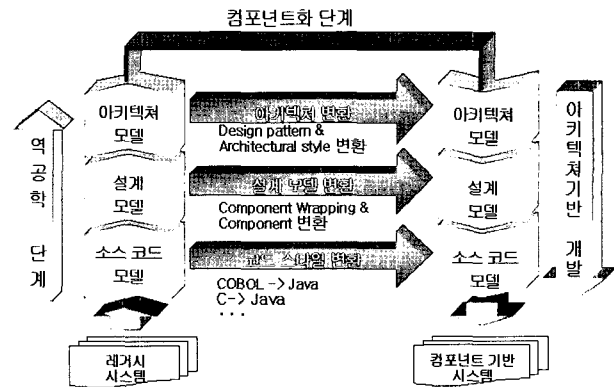 컴포넌트화 단계
역공학 단계
아키텍쳐
모델
설계
모델
소스 코드
모델
레거시
시스템
아키텍쳐 변환
Design pattern &
Architectural style 변환
설계 모델 변환
Component Wrapping &
Component 변환
코드 스타일 변환
COBOL -> Java
C-> Java
...
아키텍쳐
모델
설계
모델
소스 코드
모델
컴포넌트 기반
시스템
아키텍쳐기반 개발